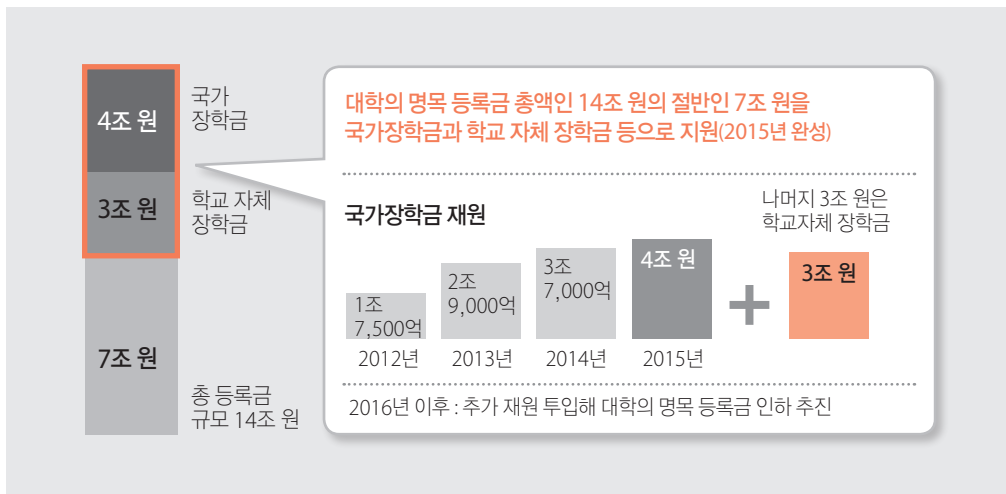 4조 원
국가
장학금
3조 원
학교 자체
장학금
7조 원
총 등록금
규모 14조 원
대학의 명목 등록금 총액인 14조 원의 절반인 7조 원을
국가장학금과 학교 자체 장학금 등으로 지원(2015년 완성)
국가장학금 재원
나머지 3조 원은
학교자체 장학금
1조
7,500억
2012년
2조
9,000억
2013년
3조
7,000억
2014년
4조 원
2015년
+
3조 원
2016년 이후 : 추가 재원 투입해 대학의 명목 등록금 인하 추진